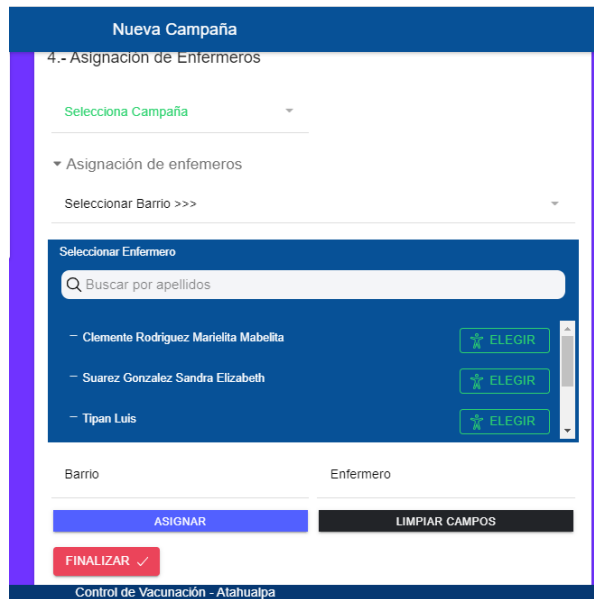 Nueva Campaña
4.- Asignación de Enfermeros
Selecciona Campaña
Asignación de enfemeros
Seleccionar Barrio >>>
Seleccionar Enfermero
Buscar por apellidos
– Clemente Rodriguez Marielita Mabelita ELEGIR
– Suarez Gonzalez Sandra Elizabeth ELEGIR
– Tipan Luis ELEGIR
Barrio Enfermero
ASIGNAR LIMPIAR CAMPOS
FINALIZAR
Control de Vacunación - Atahualpa